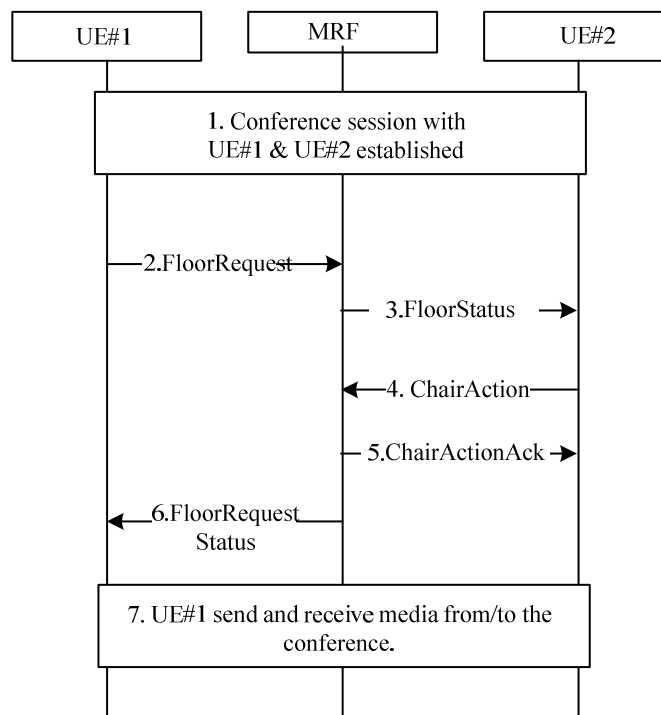 UE#1
MRF
UE#2
1. Conference session with
UE#1 & UE#2 established
2.FloorRequest
3.FloorStatus
4. ChairAction
5.ChairActionAck
6.FloorRequest
Status
7. UE#1 send and receive media from/to the
conference.